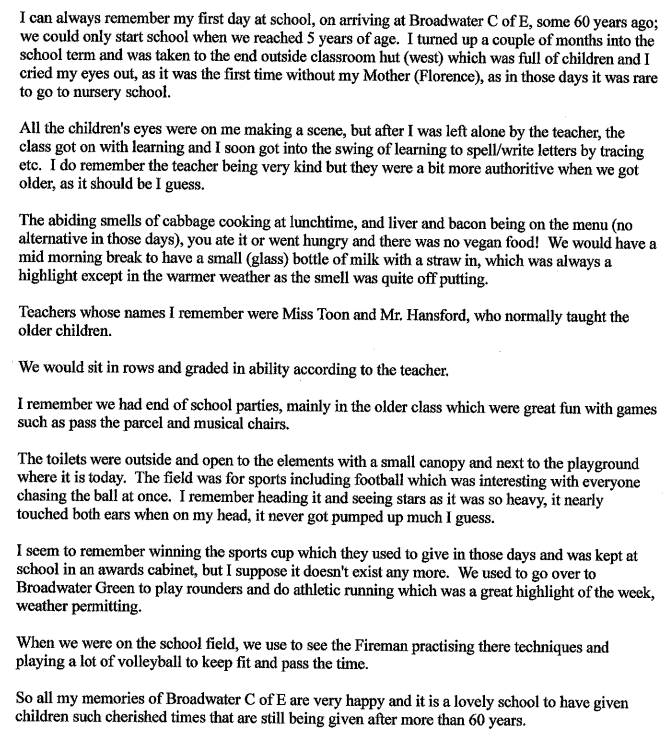 I can always remember my first day at school, on arriving at Broadwater C of E, some 60 years ago;
we could only start school when we reached 5 years of age.  I turned up a couple of months into the
school term and was taken to the end outside classroom hut (west) which was full of children and I
cried my eyes out, as it was the first time without my Mother (Florence), as in those days it was rare
to go to nursery school.

All the children's eyes were on me making a scene, but after I was left alone by the teacher, the
class got on with learning and I soon got into the swing of learning to spell/write letters by tracing
etc.  I do remember the teacher being very kind but they were a bit more authoritive when we got
older, as it should be I guess.

The abiding smells of cabbage cooking at lunchtime, and liver and bacon being on the menu (no
alternative in those days), you ate it or went hungry and there was no vegan food!  We would have a
mid morning break to have a small (glass) bottle of milk with a straw in, which was always a
highlight except in the warmer weather as the smell was quite off putting.

Teachers whose names I remember were Miss Toon and Mr. Hansford, who normally taught the
older children.

We would sit in rows and graded in ability according to the teacher.

I remember we had end of school parties, mainly in the older class which were great fun with games
such as pass the parcel and musical chairs.

The toilets were outside and open to the elements with a small canopy and next to the playground
where it is today.  The field was for sports including football which was interesting with everyone
chasing the ball at once.  I remember heading it and seeing stars as it was so heavy, it nearly
touched both ears when on my head, it never got pumped up much I guess.

I seem to remember winning the sports cup which they used to give in those days and was kept at
school in an awards cabinet, but I suppose it doesn't exist any more.  We used to go over to
Broadwater Green to play rounders and do athletic running which was a great highlight of the week,
weather permitting.

When we were on the school field, we use to see the Fireman practising there techniques and
playing a lot of volleyball to keep fit and pass the time.

So all my memories of Broadwater C of E are very happy and it is a lovely school to have given
children such cherished times that are still being given after more than 60 years.